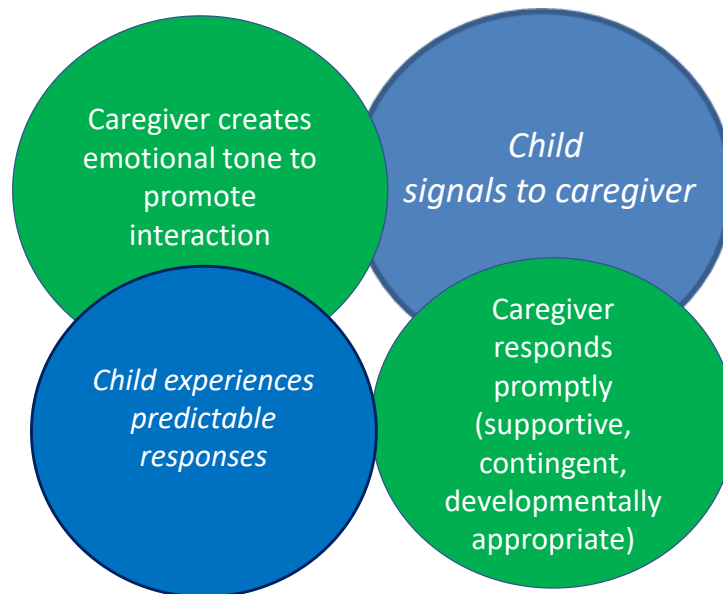 Caregiver creates
emotional tone to
promote
interaction
Child
signals to caregiver
Child experiences
predictable
responses
Caregiver
responds
promptly
(supportive,
contingent,
developmentally
appropriate)